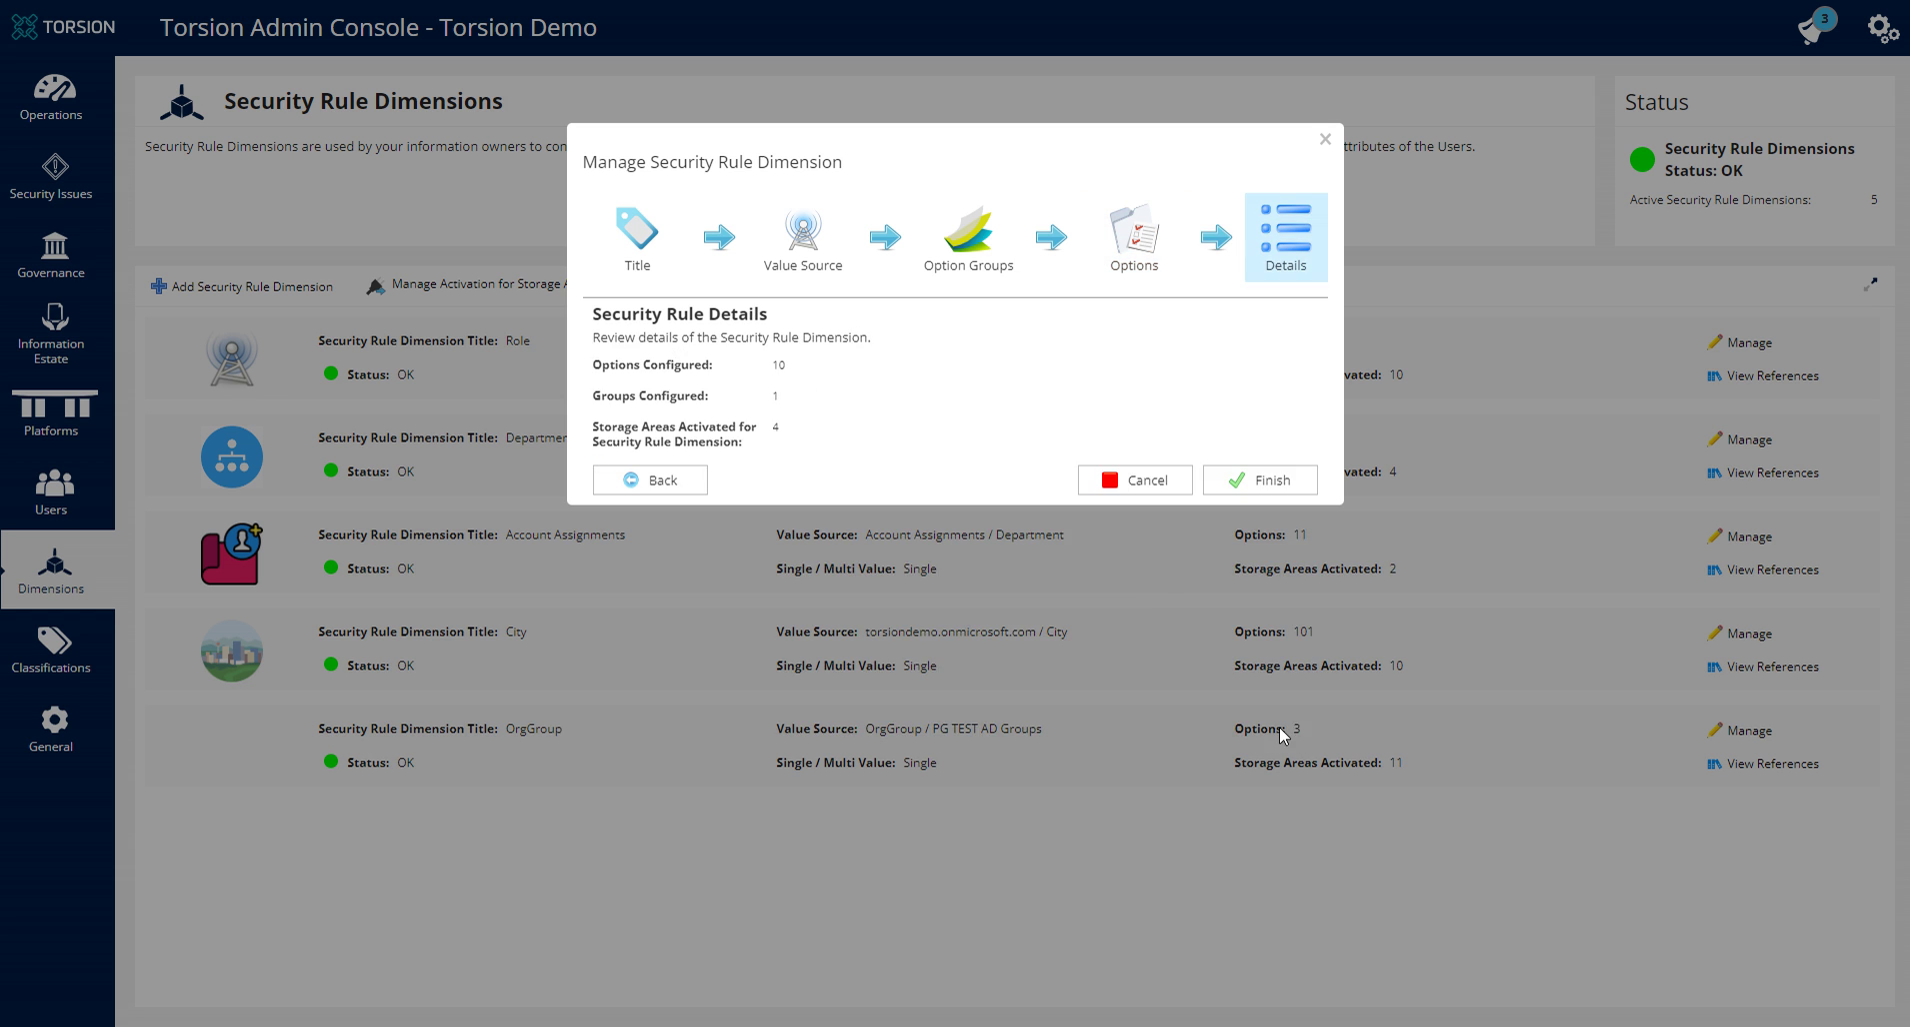 TORSION
Torsion Admin Console - Torsion Demo
3
Operations
Security Issues
Governance
Information
Estate
Platforms
Users
Dimensions
Classifications
General
Security Rule Dimensions
Security Rule Dimensions are used by your information owners to con
ttributes of the Users.
Status
Security Rule Dimensions
Status: OK
Active Security Rule Dimensions: 5
Add Security Rule Dimension
Manage Activation for Storage A
Security Rule Dimension Title: Role
Status: OK
vated: 10
Manage
View References
Security Rule Dimension Title: Departmen
Status: OK
vated: 4
Manage
View References
Security Rule Dimension Title: Account Assignments
Value Source: Account Assignments / Department
Options: 11
Manage
Status: OK
Single / Multi Value: Single
Storage Areas Activated: 2
View References
Security Rule Dimension Title: City
Value Source: torsiondemo.onmicrosoft.com / City
Options: 101
Manage
Status: OK
Single / Multi Value: Single
Storage Areas Activated: 10
View References
Security Rule Dimension Title: OrgGroup
Value Source: OrgGroup / PG TEST AD Groups
Options: 3
Manage
Status: OK
Single / Multi Value: Single
Storage Areas Activated: 11
View References
Manage Security Rule Dimension
Title
Value Source
Option Groups
Options
Details
Security Rule Details
Review details of the Security Rule Dimension.
Options Configured: 10
Groups Configured: 1
Storage Areas Activated for 4
Security Rule Dimension:
Back
Cancel
Finish